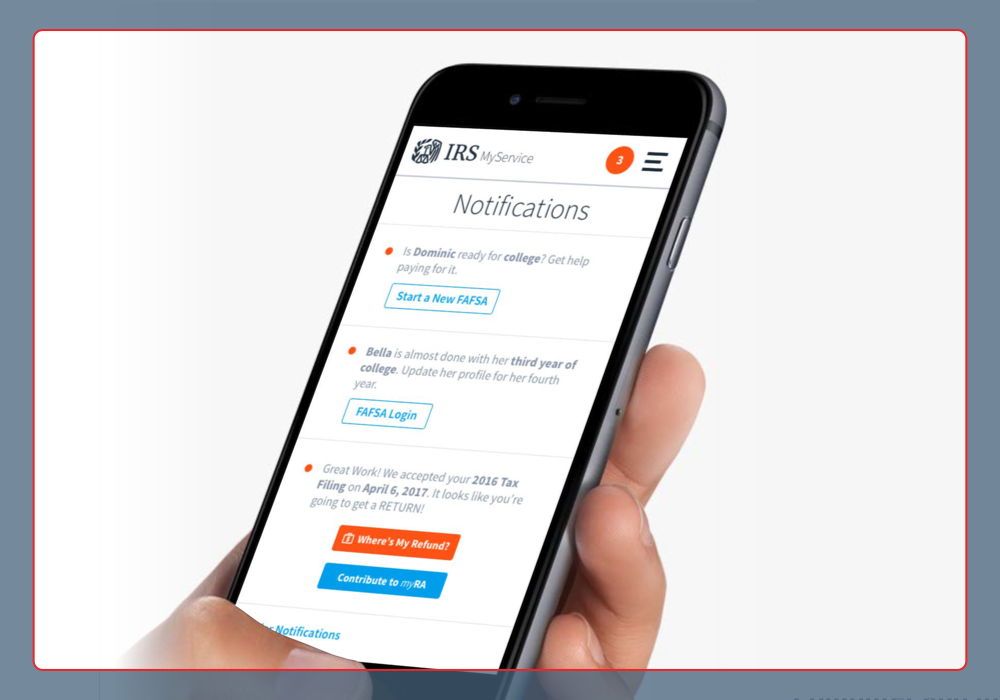 IRS MyService
3
Notifications
Is Dominic ready for college? Get help
paying for it.
Start a New FAFSA
Bella is almost done with her third year of
college. Update her profile for her fourth
year.
FAFSA Login
Great Work! We accepted your 2016 Tax
Filing on April 6, 2017. It looks like you're
going to get a RETURN!
Where's My Refund?
Contribute to myRA
Notifications